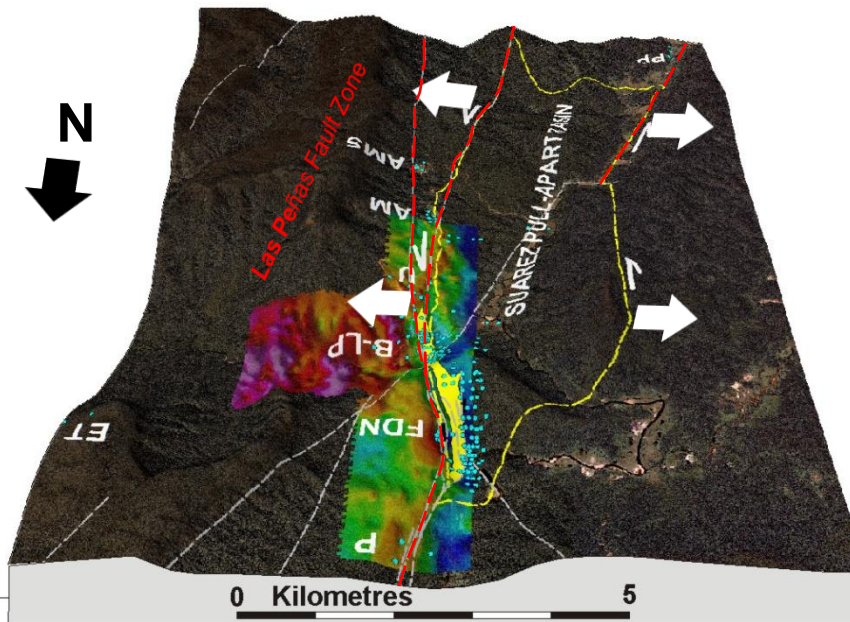 PP
N
Las Peñas Fault Zone
AMS
SUAREZ PULL-APART BASIN
AM
B-LP
ET
FDN
P
0 Kilometres 5